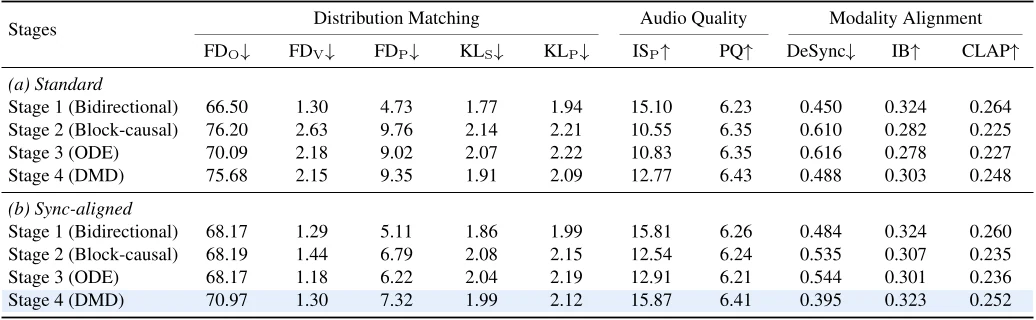 Stages Distribution Matching Audio Quality Modality Alignment
FD_O↓ FD_V↓ FD_P↓ KL_S↓ KL_P↓ IS_P↑ PQ↑ DeSync↓ IB↑ CLAP↑
(a) Standard
Stage 1 (Bidirectional) 66.50 1.30 4.73 1.77 1.94 15.10 6.23 0.450 0.324 0.264
Stage 2 (Block-causal) 76.20 2.63 9.76 2.14 2.21 10.55 6.35 0.610 0.282 0.225
Stage 3 (ODE) 70.09 2.18 9.02 2.07 2.22 10.83 6.35 0.616 0.278 0.227
Stage 4 (DMD) 75.68 2.15 9.35 1.91 2.09 12.77 6.43 0.488 0.303 0.248
(b) Sync-aligned
Stage 1 (Bidirectional) 68.17 1.29 5.11 1.86 1.99 15.81 6.26 0.484 0.324 0.260
Stage 2 (Block-causal) 68.19 1.44 6.79 2.08 2.15 12.54 6.24 0.535 0.307 0.235
Stage 3 (ODE) 68.17 1.18 6.22 2.04 2.19 12.91 6.21 0.544 0.301 0.236
Stage 4 (DMD) 70.97 1.30 7.32 1.99 2.12 15.87 6.41 0.395 0.323 0.252